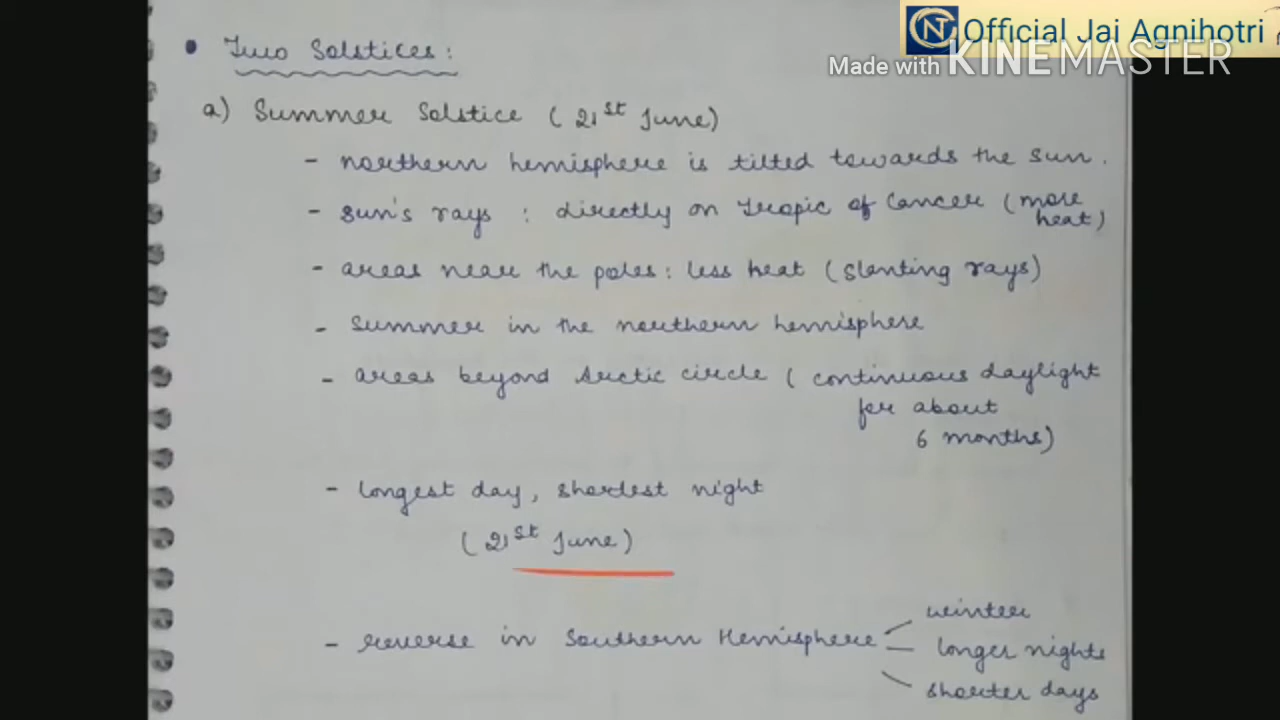 Official Jai Agnihotri
Made with KINEMASTER
• Two Solstices:
a) Summer Solstice (21st June)
- northern hemisphere is tilted towards the sun.
- sun's rays : directly on Tropic of Cancer (more heat)
- areas near the poles: less heat (slanting rays)
- summer in the northern hemisphere
- areas beyond Arctic circle ( continuous daylight
for about
6 months)
- longest day, shortest night
(21st June)
- reverse in Southern Hemisphere
winter
longer nights
shorter days